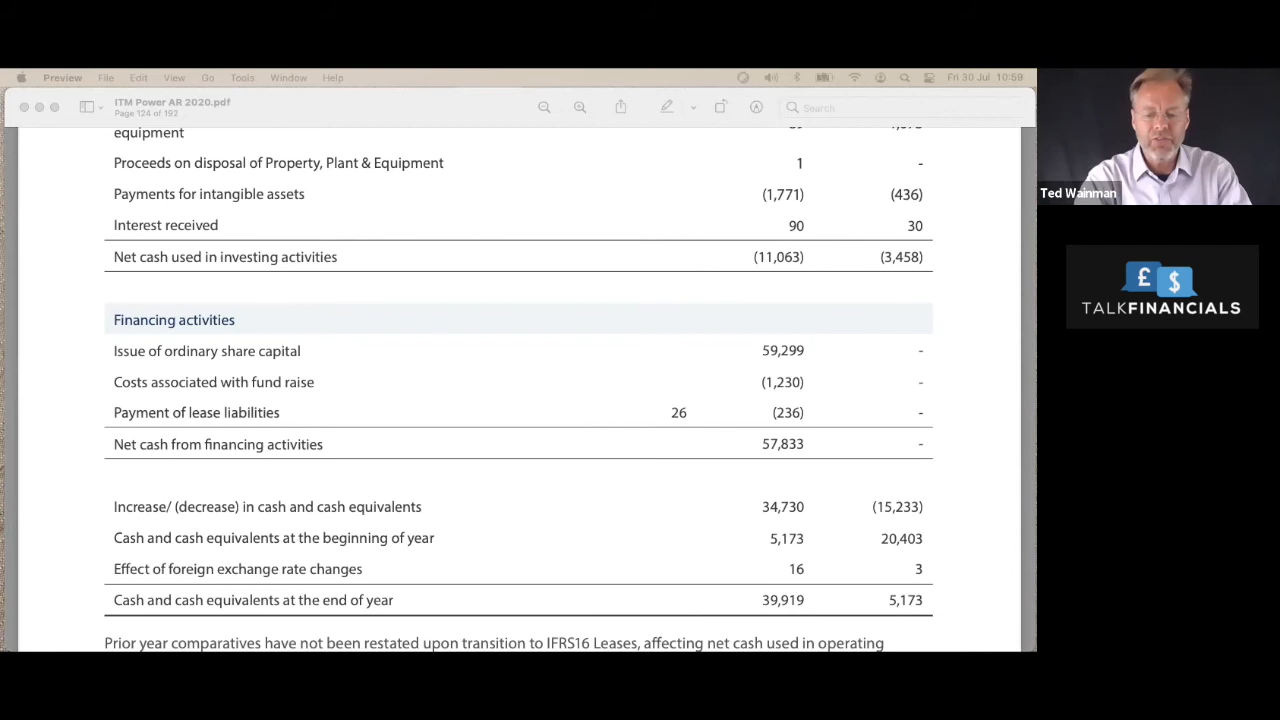 Preview File Edit View Go Tools Window Help Fri 30 Jul 10:59
ITM Power AR 2020.pdf
Page 124 of 192
Search
Ted Wainman
£ $
TALKFINANCIALS
equipment
Proceeds on disposal of Property, Plant & Equipment 1 -
Payments for intangible assets (1,771) (436)
Interest received 90 30
Net cash used in investing activities (11,063) (3,458)
Financing activities
Issue of ordinary share capital 59,299 -
Costs associated with fund raise (1,230) -
Payment of lease liabilities 26 (236) -
Net cash from financing activities 57,833 -
Increase/ (decrease) in cash and cash equivalents 34,730 (15,233)
Cash and cash equivalents at the beginning of year 5,173 20,403
Effect of foreign exchange rate changes 16 3
Cash and cash equivalents at the end of year 39,919 5,173
Prior year comparatives have not been restated upon transition to IFRS16 Leases, affecting net cash used in operating